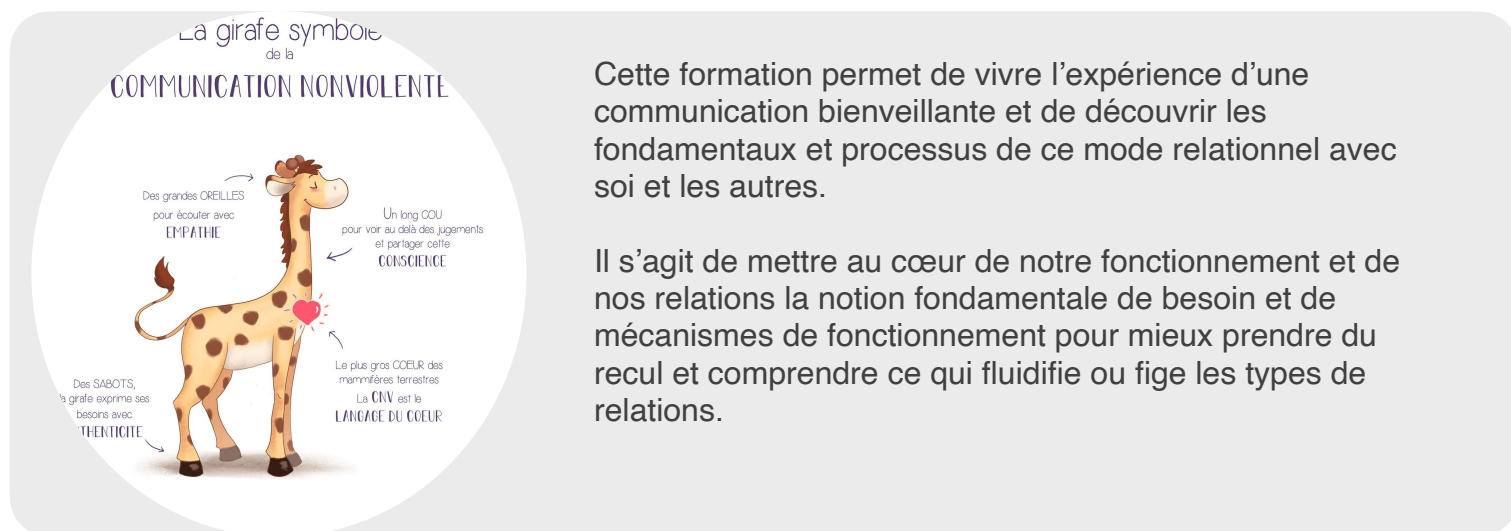 La girafe symbole
de la
COMMUNICATION NONVIOLENTE
Des grandes OREILLES
pour écouter avec
EMPATHIE
Un long COU
pour voir au delà des jugements
et partager cette
CONSCIENCE
Le plus gros COEUR des
mammifères terrestres
La CNV est le
LANGAGE DU COEUR
Des SABOTS,
la girafe exprime ses
besoins avec
THENTICITE
Cette formation permet de vivre l’expérience d’une
communication bienveillante et de découvrir les
fondamentaux et processus de ce mode relationnel avec
soi et les autres.
Il s’agit de mettre au cœur de notre fonctionnement et de
nos relations la notion fondamentale de besoin et de
mécanismes de fonctionnement pour mieux prendre du
recul et comprendre ce qui fluidifie ou fige les types de
relations.